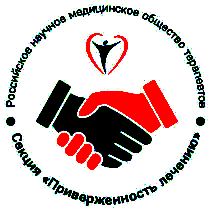 Российское научное медицинское общество терапевтов
Секция «Приверженность лечению»